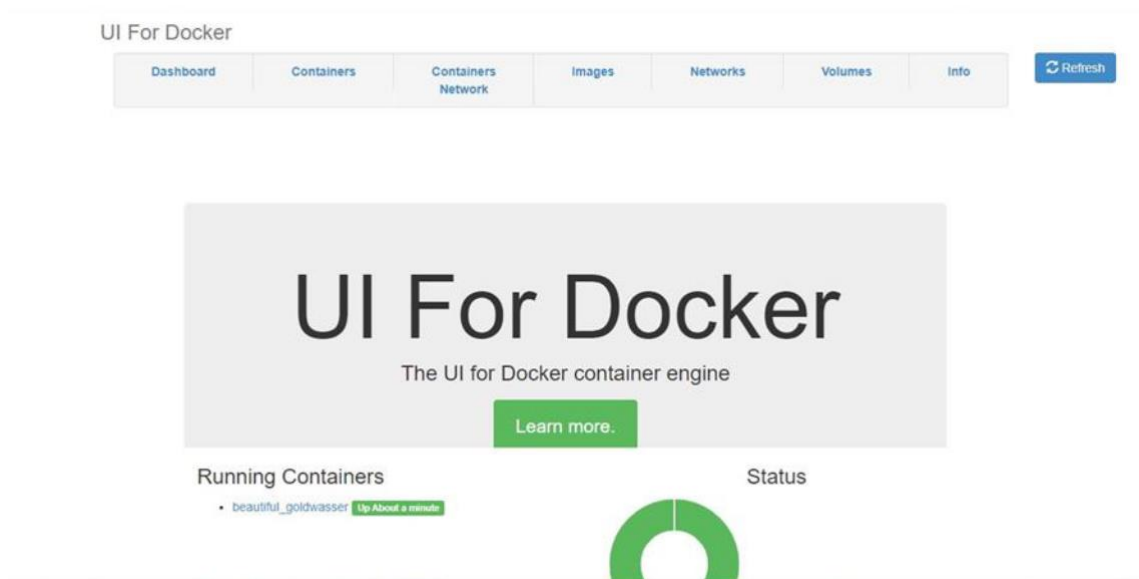 UI For Docker
Dashboard
Containers
Containers
Network
Images
Networks
Volumes
Info
Refresh
UI For Docker
The UI for Docker container engine
Learn more.
Running Containers
beautiful_goldwasser Up About a minute
Status